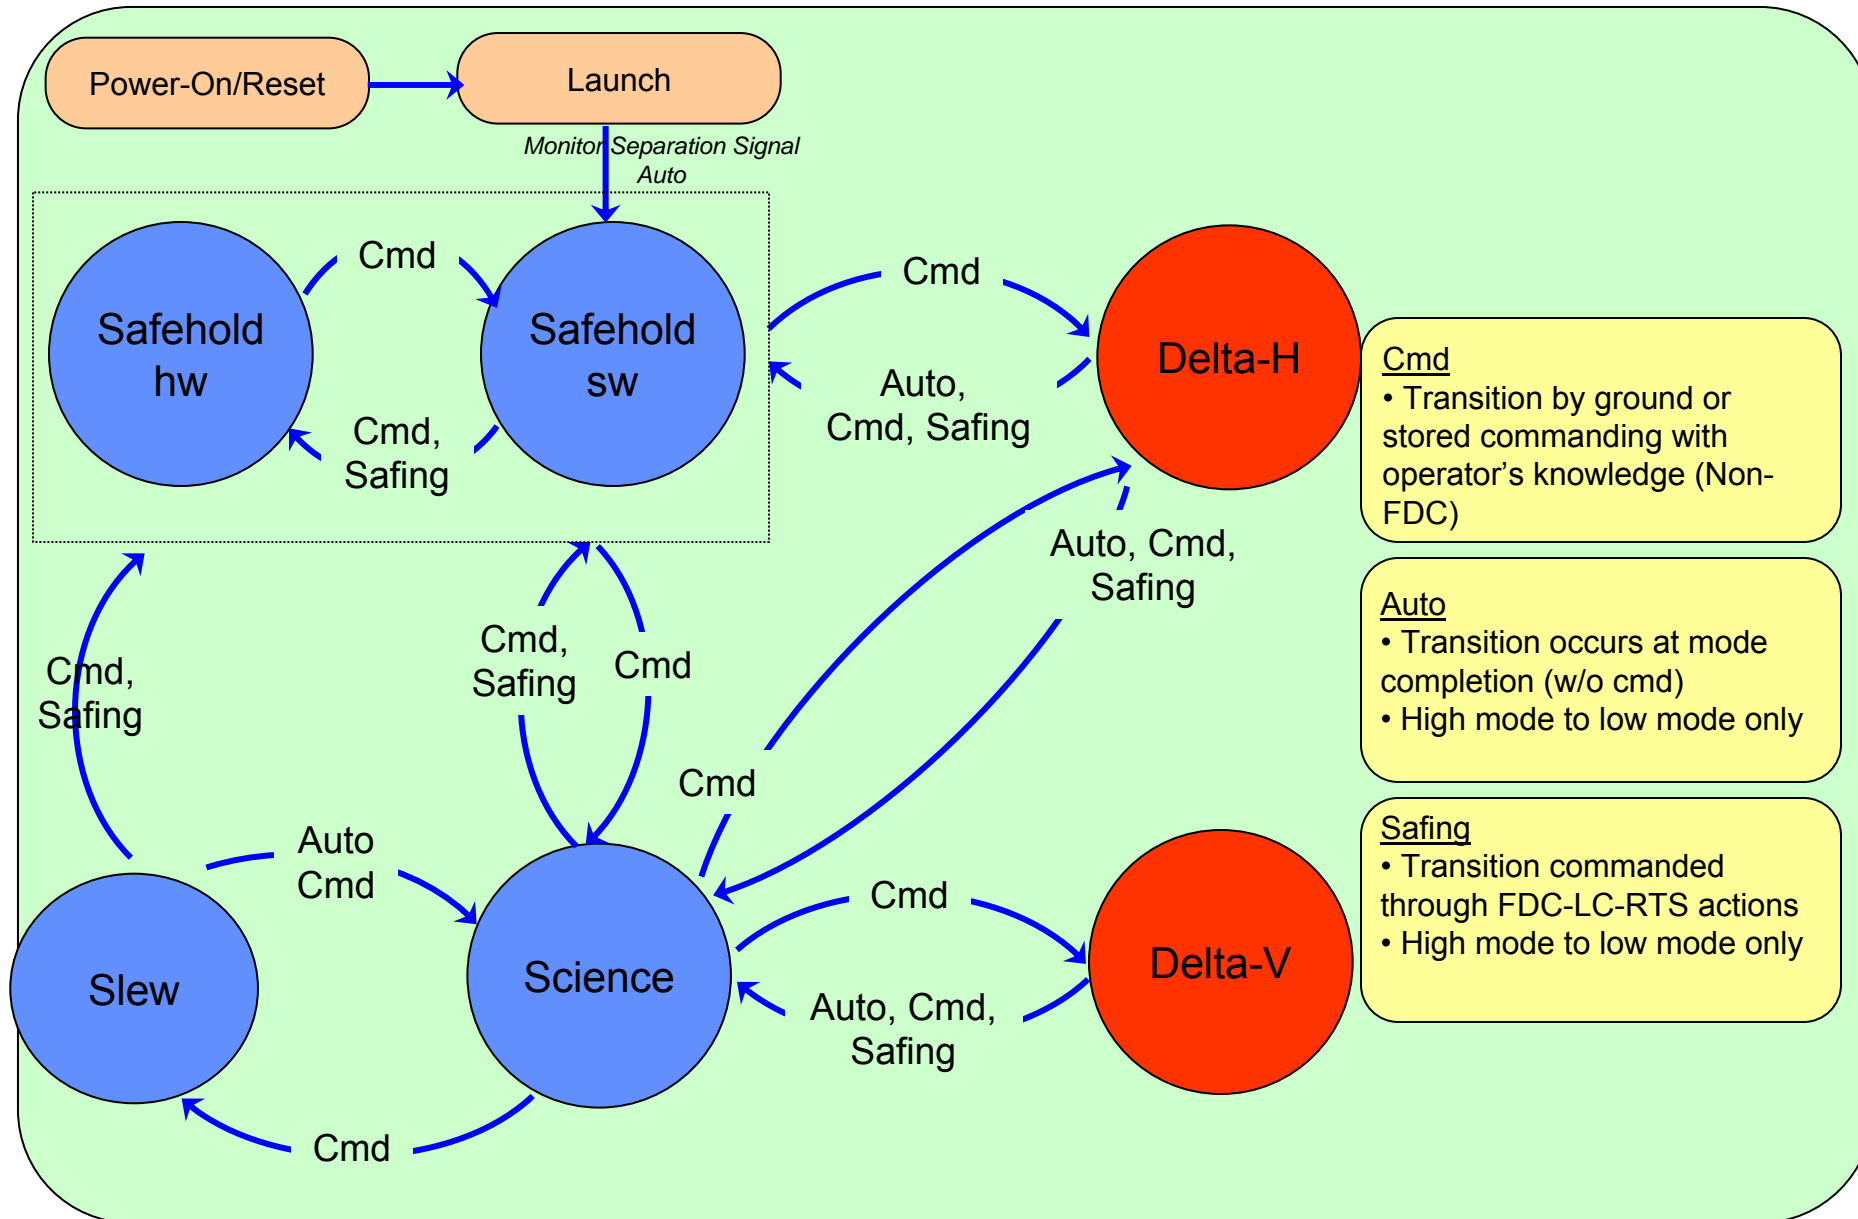 Power-On/Reset
Launch
Monitor Separation Signal
Auto
Safehold
hw
Cmd
Cmd,
Safing
Safehold
sw
Cmd
Auto,
Cmd, Safing
Delta-H
Cmd
• Transition by ground or
stored commanding with
operator’s knowledge (Non-
FDC)
Auto, Cmd,
Safing
Auto
• Transition occurs at mode
completion (w/o cmd)
• High mode to low mode only
Cmd,
Safing
Cmd,
Safing
Cmd
Cmd
Safing
• Transition commanded
through FDC-LC-RTS actions
• High mode to low mode only
Auto
Cmd
Slew
Science
Cmd
Auto, Cmd,
Safing
Delta-V
Cmd